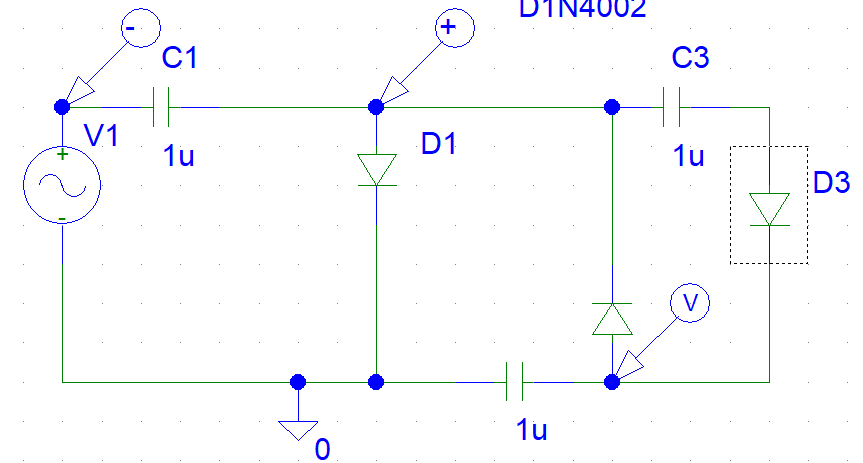 D1N4002
-
+
C1
C3
V1
+
D1
1u
1u
D3
-
V
1u
0